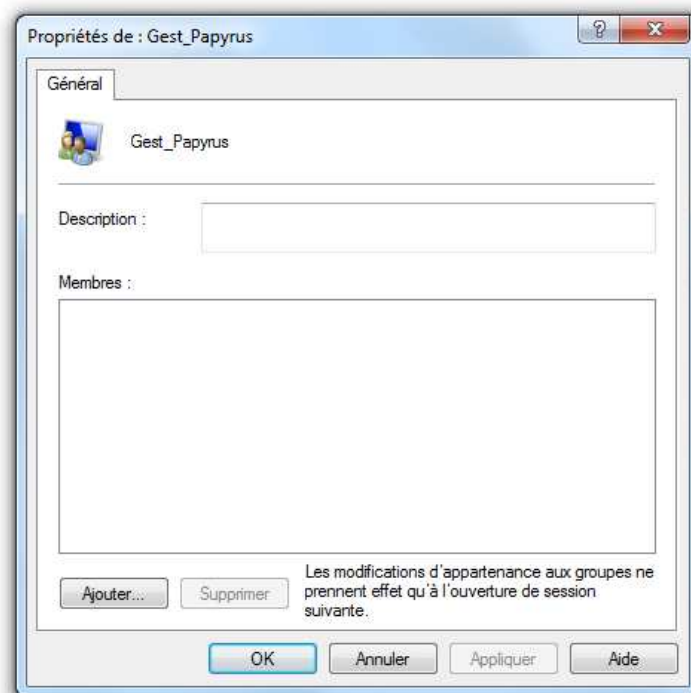 Propriétés de : Gest_Papyrus
Général
Gest_Papyrus
Description :
Membres :
Ajouter...
Supprimer
Les modifications d'appartenance aux groupes ne
prennent effet qu'à l'ouverture de session
suivante.
OK
Annuler
Appliquer
Aide